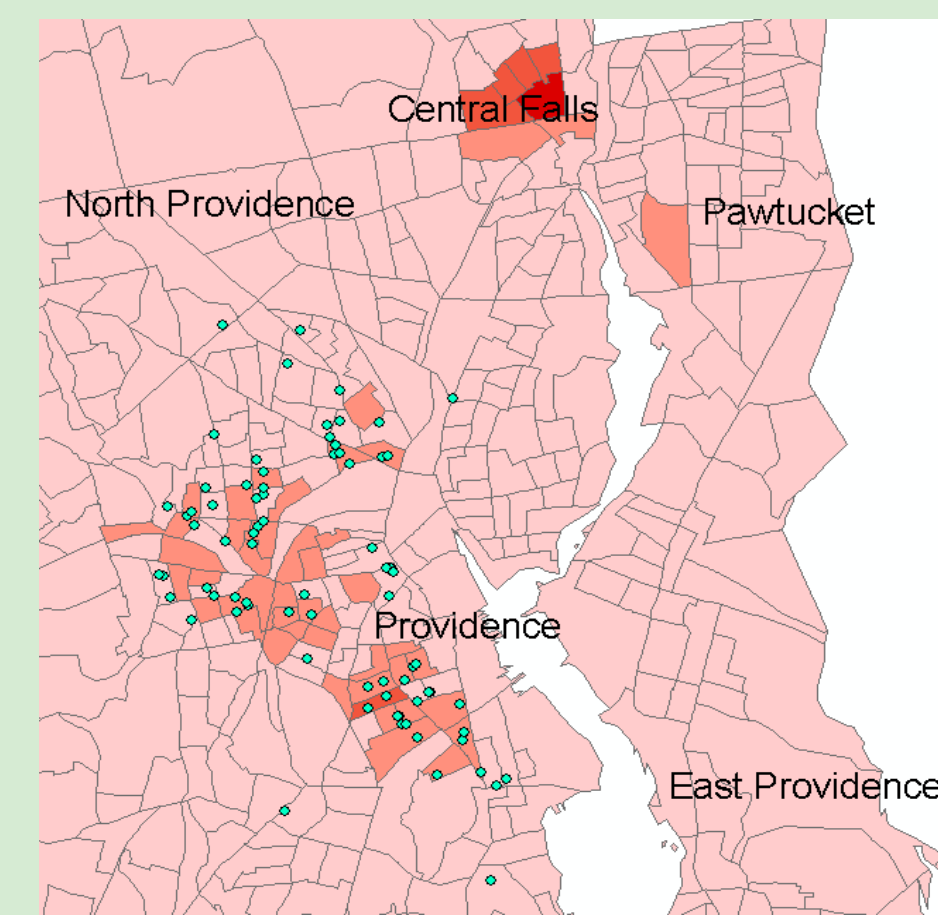 Central Falls
North Providence
Pawtucket
Providence
East Providence